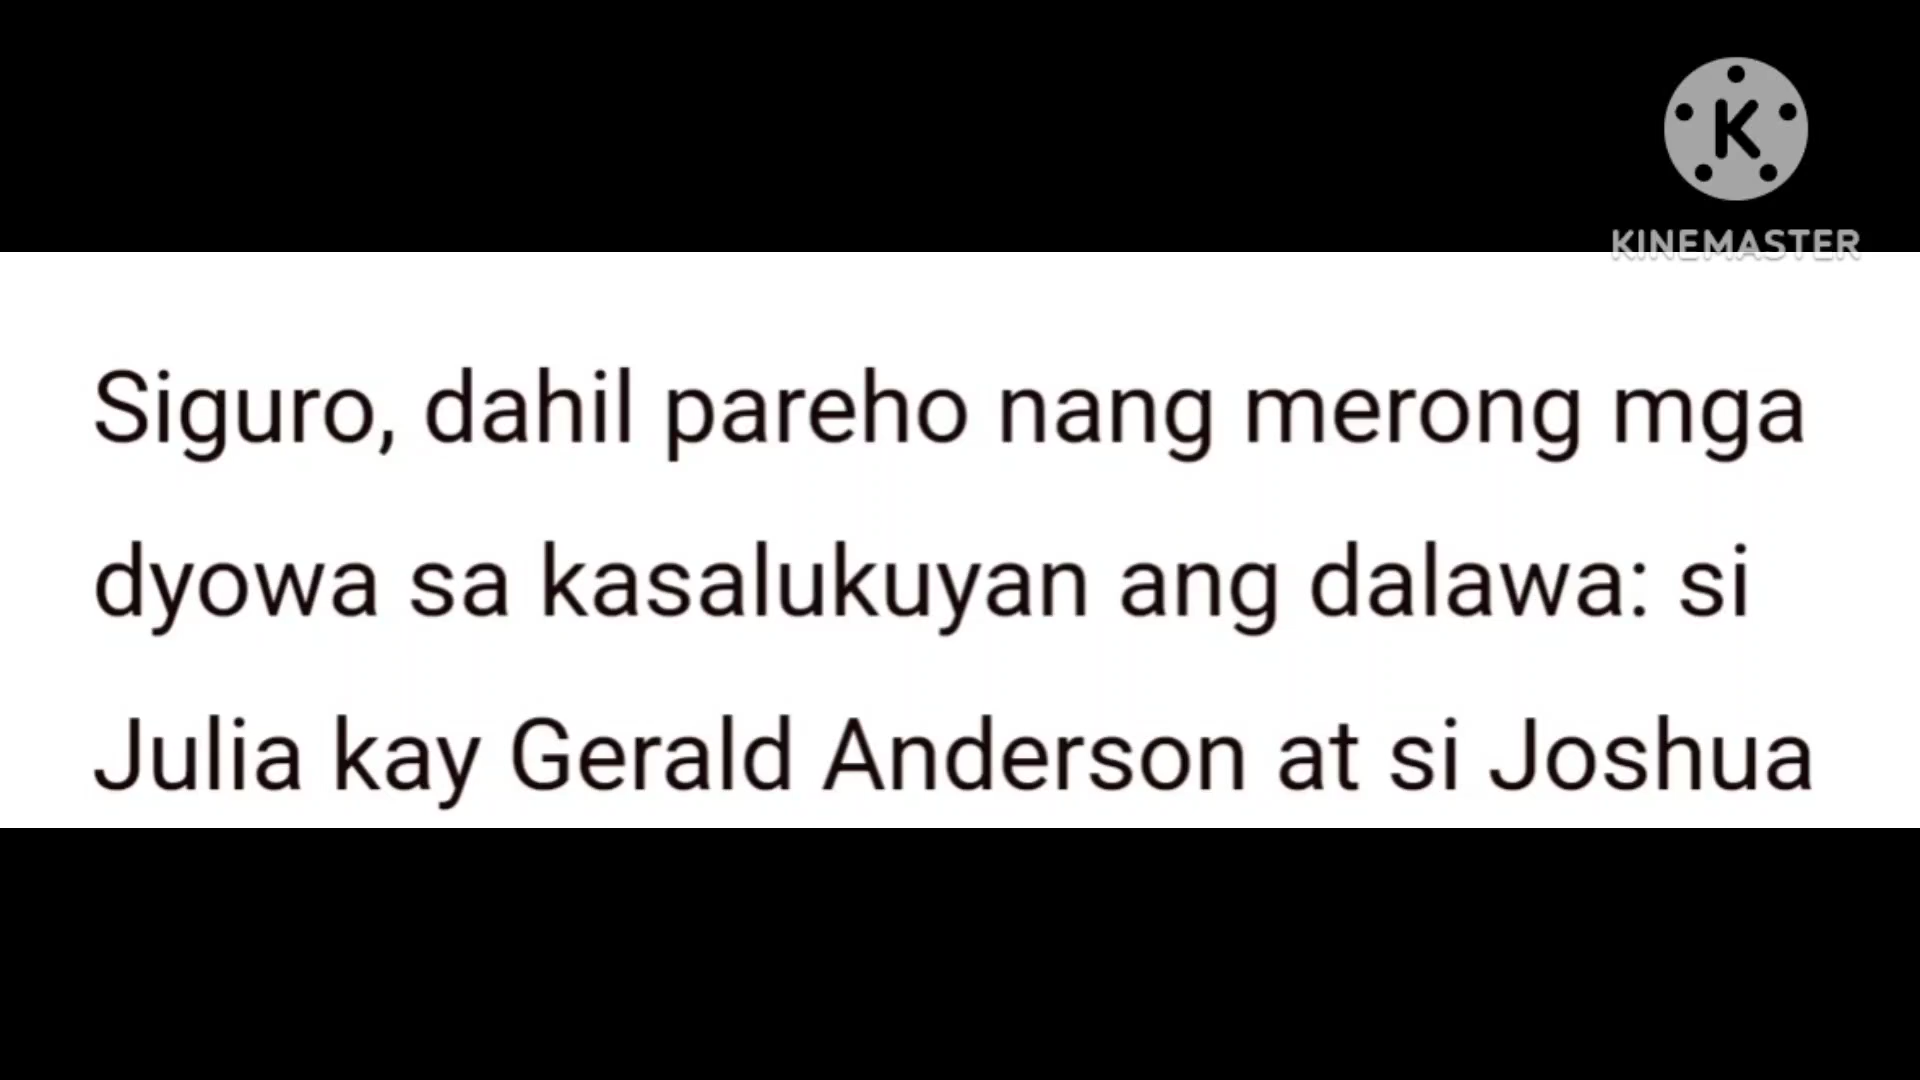 K
KINEMASTER
Siguro, dahil pareho nang merong mga
dyowa sa kasalukuyan ang dalawa: si
Julia kay Gerald Anderson at si Joshua